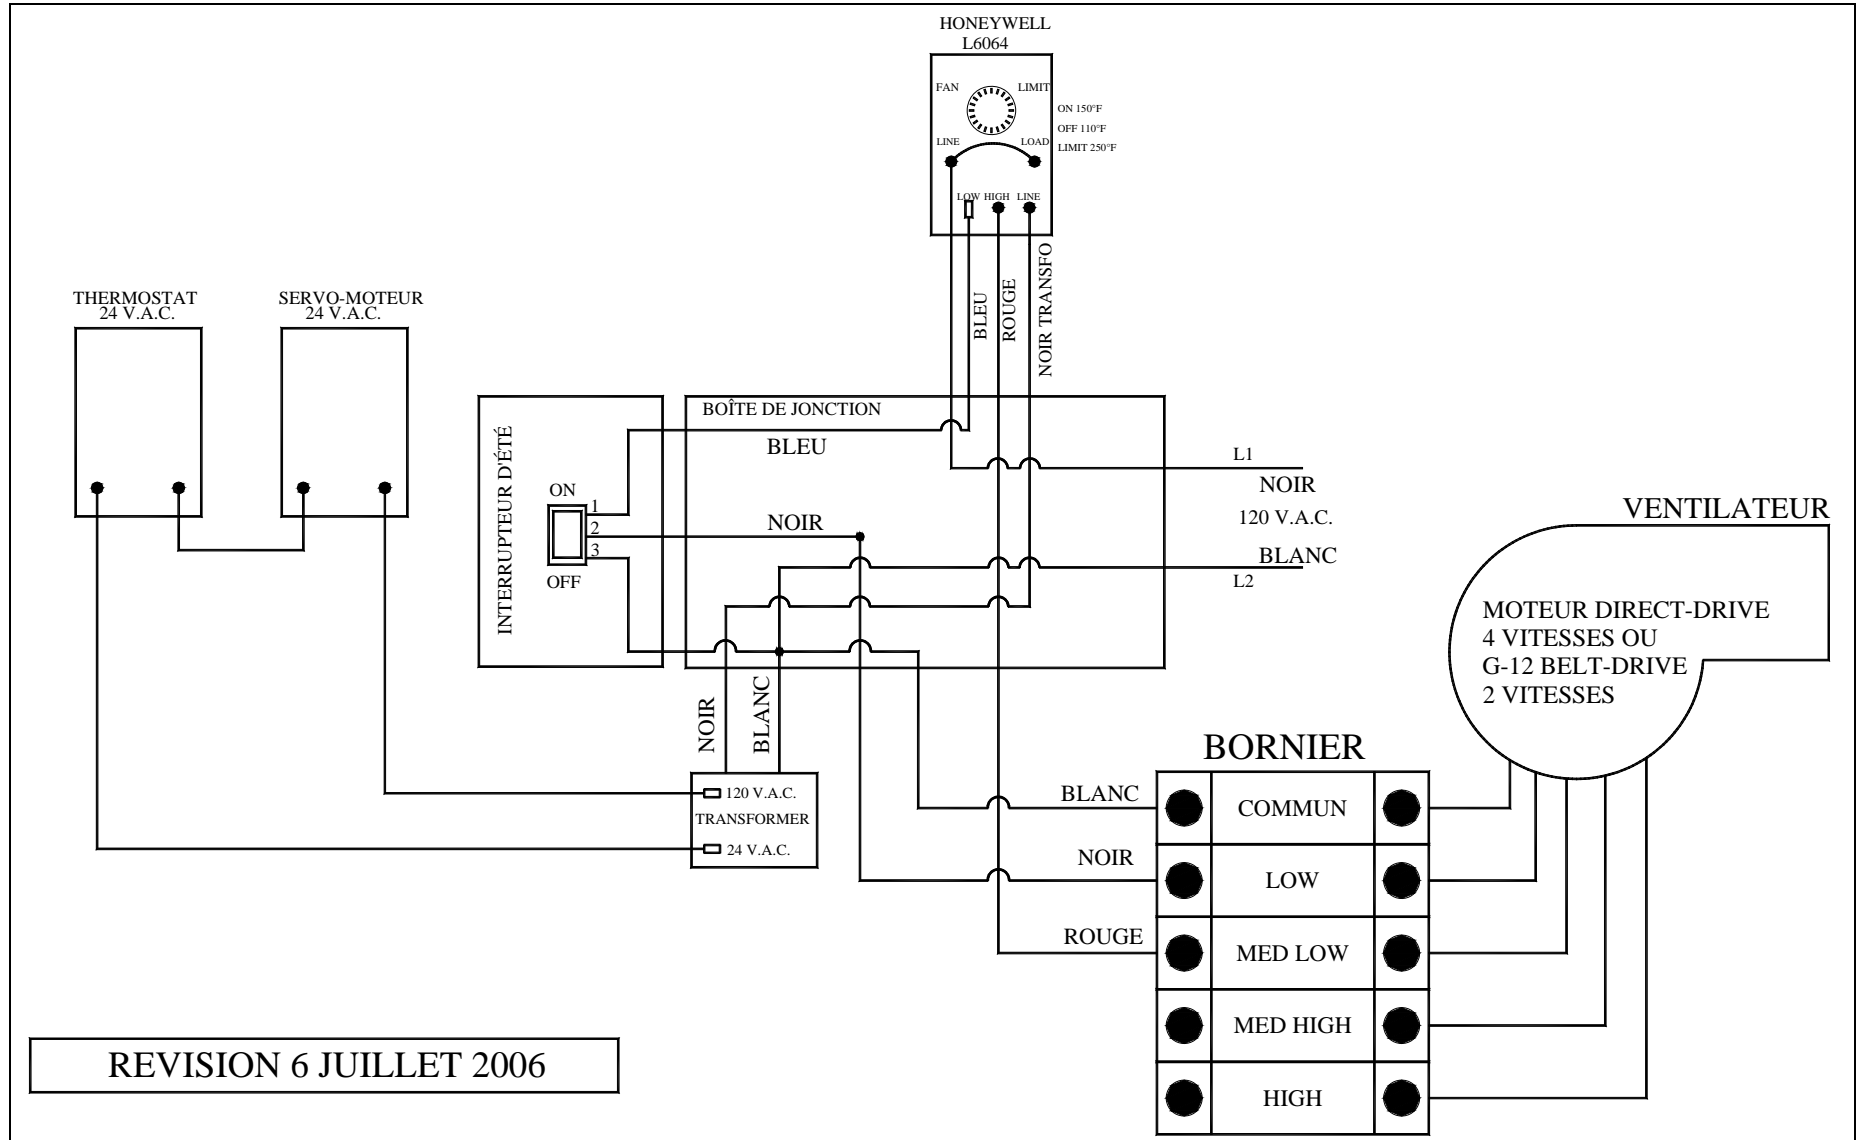 HONEYWELL
L6064
FAN
LIMIT
ON 150°F
OFF 110°F
LIMIT 250°F
LINE
LOAD
LOW
HIGH
LINE
BLEU
ROUGE
NOIR TRANSFO
THERMOSTAT
24 V.A.C.
SERVO-MOTEUR
24 V.A.C.
INTERRUPTEUR D'ÉTÉ
ON
1
2
3
OFF
BOÎTE DE JONCTION
BLEU
NOIR
L1
NOIR
120 V.A.C.
BLANC
L2
VENTILATEUR
MOTEUR DIRECT-DRIVE
4 VITESSES OU
G-12 BELT-DRIVE
2 VITESSES
NOIR
BLANC
120 V.A.C.
TRANSFORMER
24 V.A.C.
BORNIER
BLANC
COMMUN
NOIR
LOW
ROUGE
MED LOW
MED HIGH
HIGH
REVISION 6 JUILLET 2006